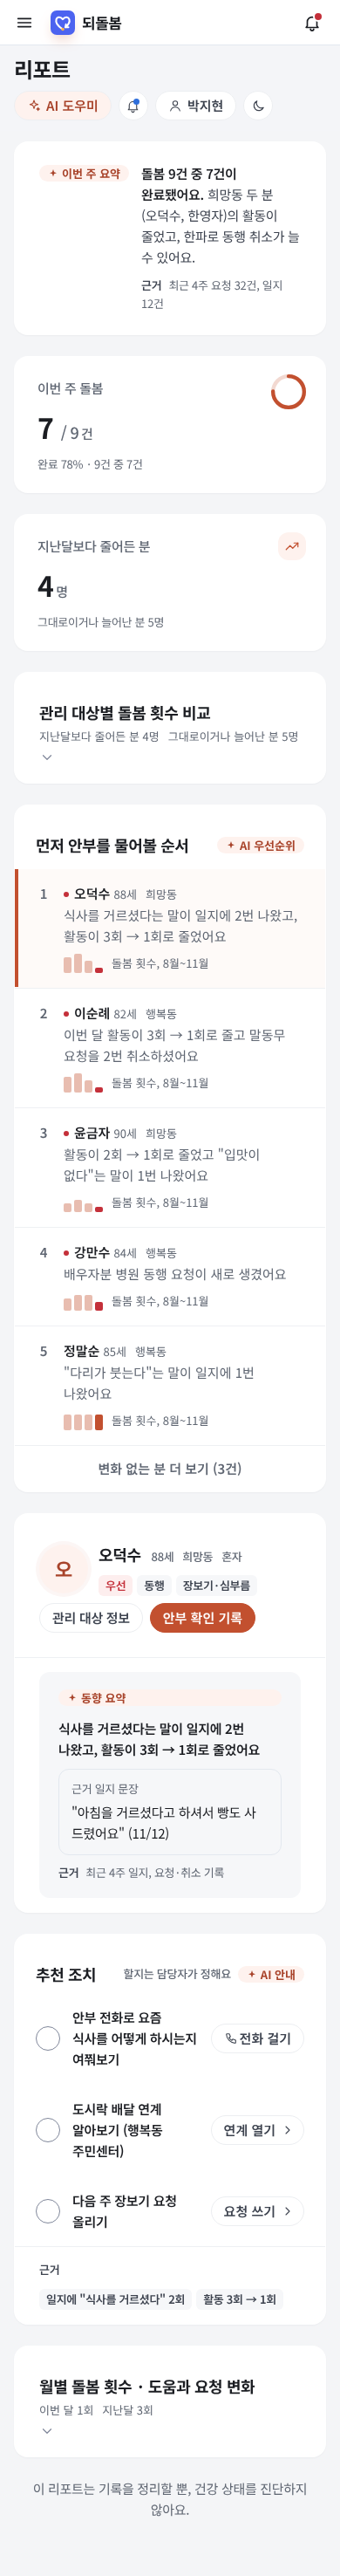 되돌봄
리포트
AI 도우미
박지현
이번 주 요약
돌봄 9건 중 7건이
완료됐어요. 희망동 두 분
(오덕수, 한영자)의 활동이
줄었고, 한파로 동행 취소가 늘
수 있어요.
근거 최근 4주 요청 32건, 일지
12건
이번 주 돌봄
7 / 9 건
완료 78% · 9건 중 7건
지난달보다 줄어든 분
4 명
그대로이거나 늘어난 분 5명
관리 대상별 돌봄 횟수 비교
지난달보다 줄어든 분 4명 그대로이거나 늘어난 분 5명
먼저 안부를 물어볼 순서
AI 우선순위
1 오덕수 88세 희망동
식사를 거르셨다는 말이 일지에 2번 나왔고,
활동이 3회 → 1회로 줄었어요
돌봄 횟수, 8월~11월
2 이순례 82세 행복동
이번 달 활동이 3회 → 1회로 줄고 말동무
요청을 2번 취소하셨어요
돌봄 횟수, 8월~11월
3 윤금자 90세 희망동
활동이 2회 → 1회로 줄었고 "입맛이
없다"는 말이 1번 나왔어요
돌봄 횟수, 8월~11월
4 강만수 84세 행복동
배우자분 병원 동행 요청이 새로 생겼어요
돌봄 횟수, 8월~11월
5 정말순 85세 행복동
"다리가 붓는다"는 말이 일지에 1번
나왔어요
돌봄 횟수, 8월~11월
변화 없는 분 더 보기 (3건)
오
오덕수 88세 희망동 혼자
우선 동행 장보기·심부름
관리 대상 정보 안부 확인 기록
동향 요약
식사를 거르셨다는 말이 일지에 2번
나왔고, 활동이 3회 → 1회로 줄었어요
근거 일지 문장
"아침을 거르셨다고 하셔서 빵도 사
드렸어요" (11/12)
근거 최근 4주 일지, 요청·취소 기록
추천 조치 할지는 담당자가 정해요 AI 안내
안부 전화로 요즘
식사를 어떻게 하시는지
여쭤보기
전화 걸기
도시락 배달 연계
알아보기 (행복동
주민센터)
연계 열기
다음 주 장보기 요청
올리기
요청 쓰기
근거
일지에 "식사를 거르셨다" 2회 활동 3회 → 1회
월별 돌봄 횟수 · 도움과 요청 변화
이번 달 1회 지난달 3회
이 리포트는 기록을 정리할 뿐, 건강 상태를 진단하지
않아요.